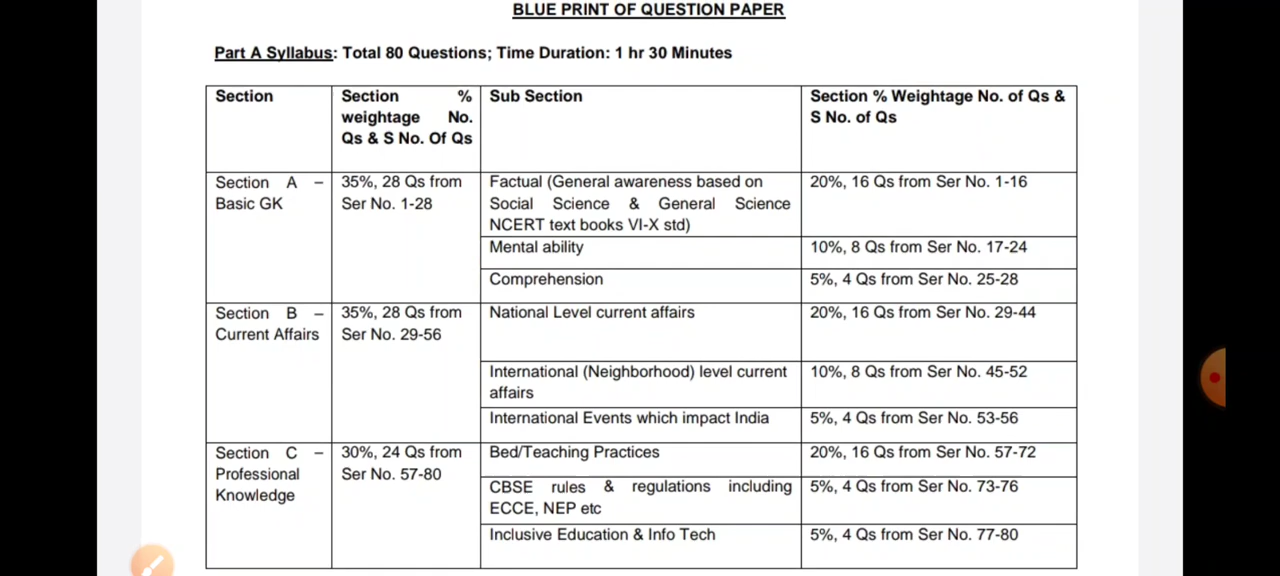 BLUE PRINT OF QUESTION PAPER
Part A Syllabus: Total 80 Questions; Time Duration: 1 hr 30 Minutes
Section
Section %
weightage No.
Qs & S No. Of Qs
Sub Section
Section % Weightage No. of Qs &
S No. of Qs
Section A –
Basic GK
35%, 28 Qs from
Ser No. 1-28
Factual (General awareness based on
Social Science & General Science
NCERT text books VI-X std)
20%, 16 Qs from Ser No. 1-16
Mental ability
10%, 8 Qs from Ser No. 17-24
Comprehension
5%, 4 Qs from Ser No. 25-28
Section B –
Current Affairs
35%, 28 Qs from
Ser No. 29-56
National Level current affairs
20%, 16 Qs from Ser No. 29-44
International (Neighborhood) level current
affairs
10%, 8 Qs from Ser No. 45-52
International Events which impact India
5%, 4 Qs from Ser No. 53-56
Section C –
Professional
Knowledge
30%, 24 Qs from
Ser No. 57-80
Bed/Teaching Practices
20%, 16 Qs from Ser No. 57-72
CBSE rules & regulations including
ECCE, NEP etc
5%, 4 Qs from Ser No. 73-76
Inclusive Education & Info Tech
5%, 4 Qs from Ser No. 77-80